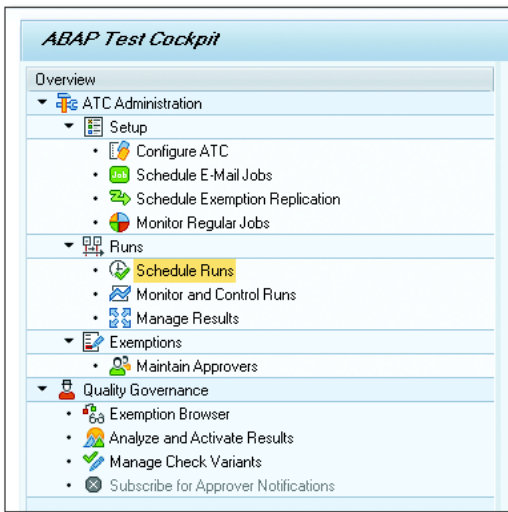 ABAP Test Cockpit
Overview
ATC Administration
Setup
Configure ATC
Job Schedule E-Mail Jobs
Schedule Exemption Replication
Monitor Regular Jobs
Runs
Schedule Runs
Monitor and Control Runs
Manage Results
Exemptions
Maintain Approvers
Quality Governance
Exemption Browser
Analyze and Activate Results
Manage Check Variants
Subscribe for Approver Notifications